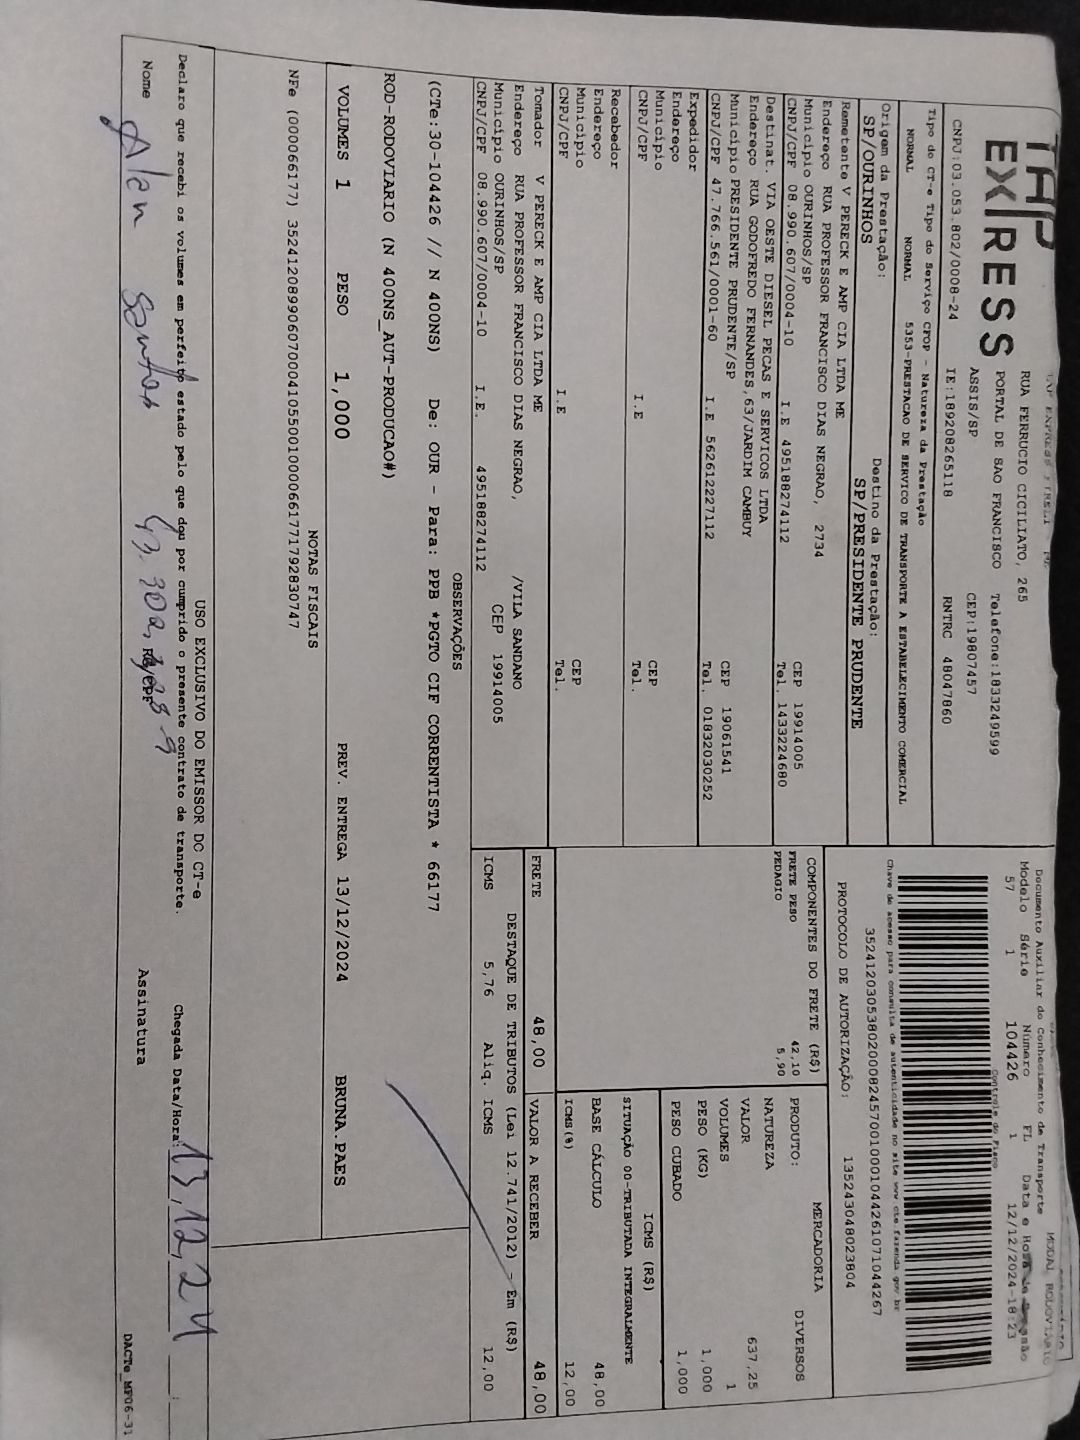 TAP
EX|RESS
RUA FERRUCIO CICILIATO, 265
PORTAL DE SAO FRANCISCO Telefone:1833249599
ASSIS/SP CEP:19807457
CNPJ:03.053.802/0008-24 IE:189208265118 RNTRC 48047860
Tipo do CT-e Tipo do Serviço CFOP - Natureza da Prestação
NORMAL NORMAL 5353-PRESTACAO DE SERVICO DE TRANSPORTE A ESTABELECIMENTO COMERCIAL
Origem da Prestação: Destino da Prestação:
SP/OURINHOS SP/PRESIDENTE PRUDENTE
Documento Auxiliar do Conhecimento de Transporte
MODAL RODOVIARIO
Modelo Série Número FL Data e Hora de
57 1 104426 1 12/12/2024-18:23
Controle do Fisco
Chave de acesso para consulta de autenticidade no site www.cte.fazenda.gov.br
35241203053802000824570010001044261071044267
PROTOCOLO DE AUTORIZAÇÃO: 135243048023804
Remetente V PERECK E AMP CIA LTDA ME
Endereço RUA PROFESSOR FRANCISCO DIAS NEGRAO, 2734
Município OURINHOS/SP CEP 19914005
CNPJ/CPF 08.990.607/0004-10 I.E 495188274112 Tel. 1433224680
Destinat. VIA OESTE DIESEL PECAS E SERVICOS LTDA
Endereço RUA GODOFREDO FERNANDES,63/JARDIM CAMBUY
Município PRESIDENTE PRUDENTE/SP CEP 19061541
CNPJ/CPF 47.766.561/0001-60 I.E 562612227112 Tel. 01832030252
Expedidor
Endereço
Município CEP
CNPJ/CPF I.E Tel.
Recebedor
Endereço
Município CEP
CNPJ/CPF I.E Tel.
Tomador V PERECK E AMP CIA LTDA ME
Endereço RUA PROFESSOR FRANCISCO DIAS NEGRAO, /VILA SANDANO
Município OURINHOS/SP CEP 19914005
CNPJ/CPF 08.990.607/0004-10 I.E. 495188274112
COMPONENTES DO FRETE (R$)
FRETE PESO 42,10
PEDAGIO 5,90
MERCADORIA
PRODUTO: DIVERSOS
NATUREZA
VALOR 637,25
VOLUMES 1
PESO (KG) 1,000
PESO CUBADO 1,000
ICMS (R$)
SITUAÇÃO 00-TRIBUTADA INTEGRALMENTE
BASE CÁLCULO 48,00
ICMS(%) 12,00
FRETE 48,00 VALOR A RECEBER 48,00
DESTAQUE DE TRIBUTOS (Lei 12.741/2012) - Em (R$)
ICMS 5,76 Aliq. ICMS 12,00
OBSERVAÇÕES
(CTe:30-104426 // N 400NS) De: OUR - Para: PPB *PGTO CIF CORRENTISTA * 66177
ROD-RODOVIARIO (N 400NS_AUT-PRODUCAO#)
VOLUMES 1 PESO 1,000 PREV. ENTREGA 13/12/2024 BRUNA.PAES
NOTAS FISCAIS
NFe (000066177) 35241208990607000410550010000661771792830747
USO EXCLUSIVO DO EMISSOR DO CT-e
Declaro que recebi os volumes em perfeito estado pelo que dou por cumprido o presente contrato de transporte. Chegada Data/Hora: 13,12,24 :
Nome Alan Santos RG/CPF Assinatura
DACTe_MF06-31